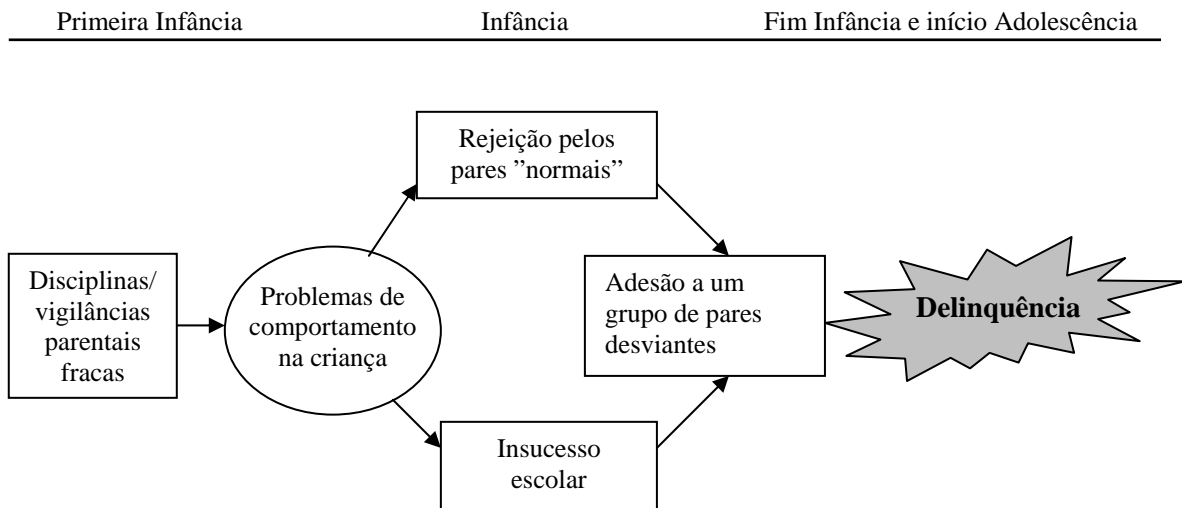 Primeira Infância Infância Fim Infância e início Adolescência
Rejeição pelos
pares ”normais”
Disciplinas/
vigilâncias
parentais
fracas
Problemas de
comportamento
na criança
Adesão a um
grupo de pares
desviantes
Delinquência
Insucesso
escolar